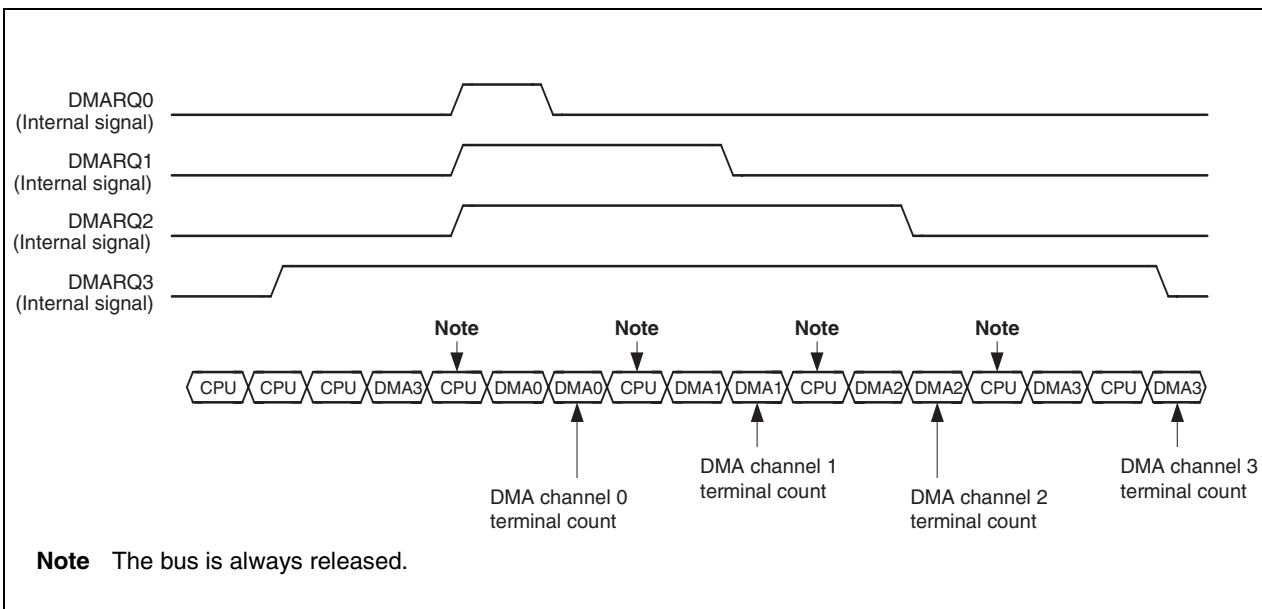 DMARQ0
(Internal signal)
DMARQ1
(Internal signal)
DMARQ2
(Internal signal)
DMARQ3
(Internal signal)
Note Note Note Note
CPU CPU CPU DMA3 CPU DMA0 DMA0 CPU DMA1 DMA1 CPU DMA2 DMA2 CPU DMA3 CPU DMA3
DMA channel 0
terminal count
DMA channel 1
terminal count
DMA channel 2
terminal count
DMA channel 3
terminal count
Note The bus is always released.